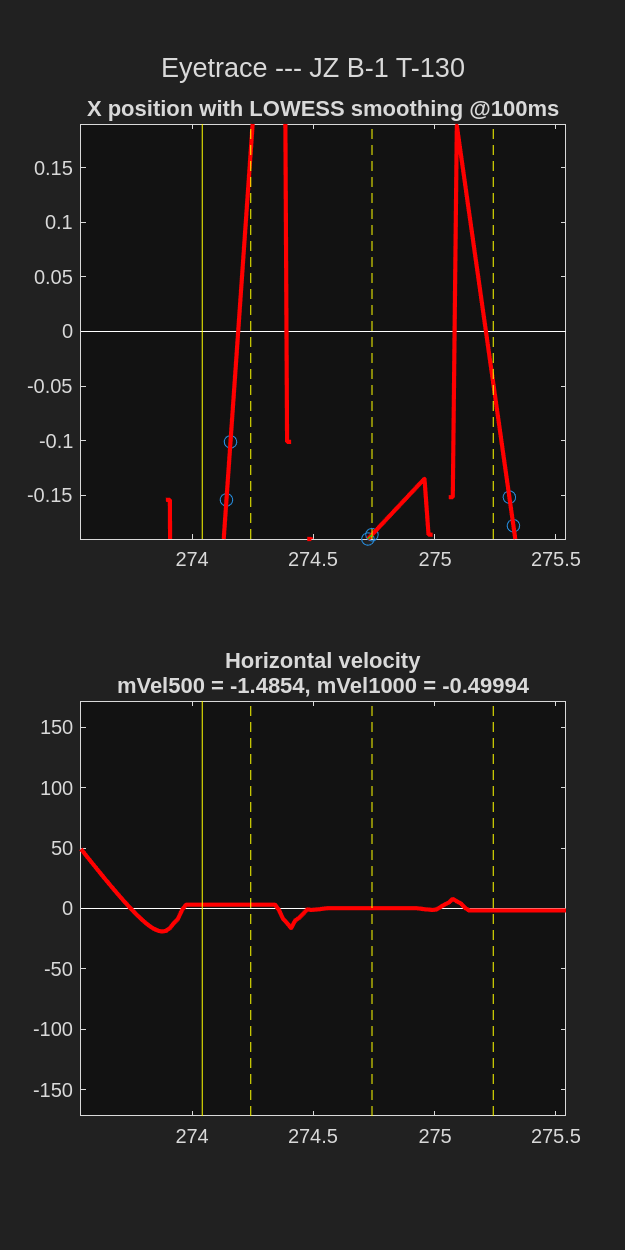 Eyetrace --- JZ B-1 T-130
X position with LOWESS smoothing @100ms
0.15
0.1
0.05
0
-0.05
-0.1
-0.15
274 274.5 275 275.5
Horizontal velocity
mVel500 = -1.4854, mVel1000 = -0.49994
150
100
50
0
-50
-100
-150
274 274.5 275 275.5